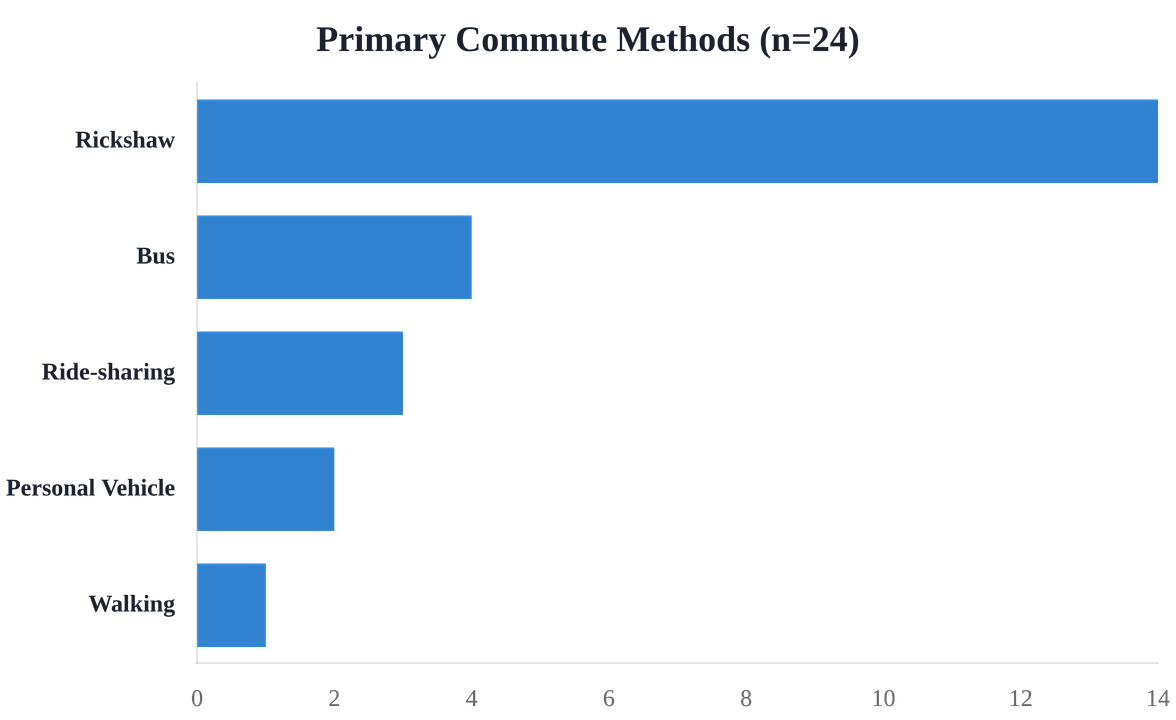 Primary Commute Methods (n=24)
Rickshaw
Bus
Ride-sharing
Personal Vehicle
Walking
0 2 4 6 8 10 12 14